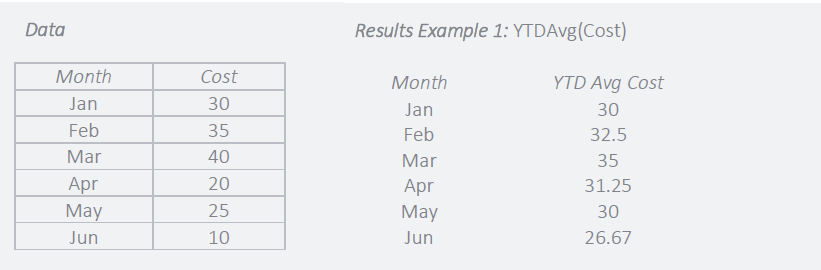 Data
Month Cost
Jan 30
Feb 35
Mar 40
Apr 20
May 25
Jun 10
Results Example 1: YTDAvg(Cost)
Month YTD Avg Cost
Jan 30
Feb 32.5
Mar 35
Apr 31.25
May 30
Jun 26.67